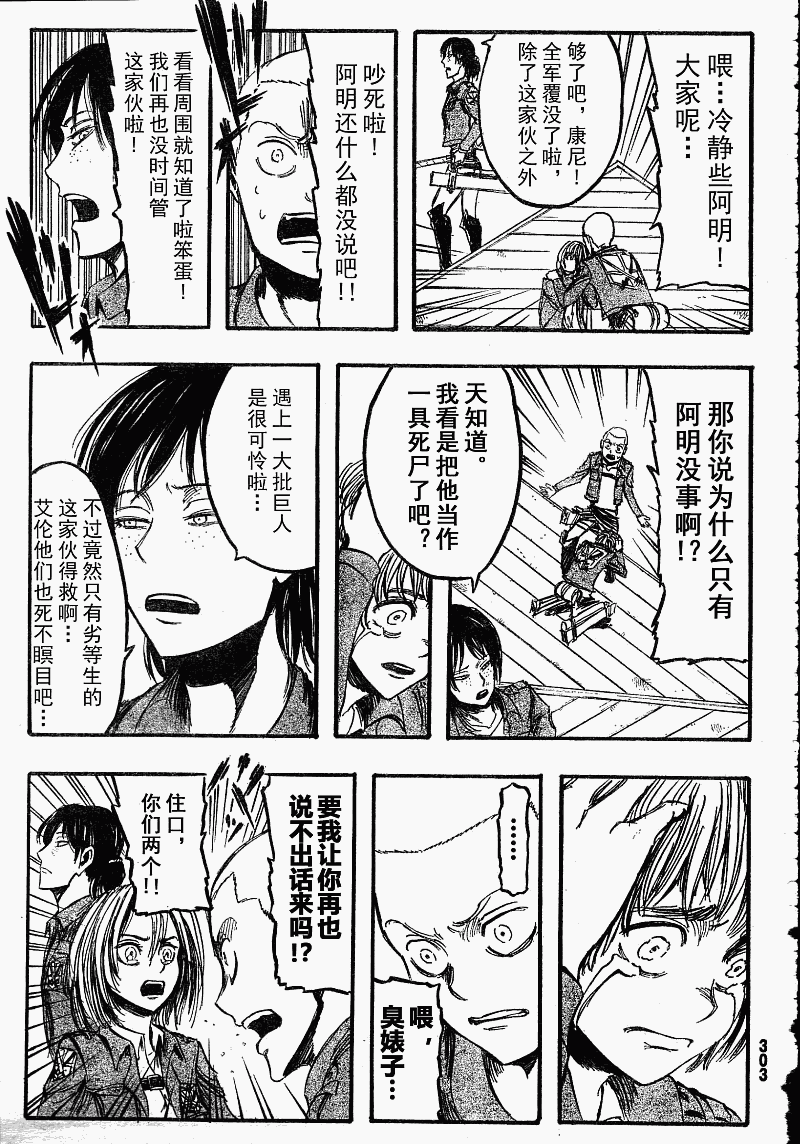 喂…冷静些阿明！
大家呢…
够了吧，康尼！
全军覆没了啦，
除了这家伙之外
吵死啦！
阿明还什么
都没说吧！！
看看周围就知道了啦笨蛋！
我们再也没时间管
这家伙啦！
那你说为什么只有
阿明没事啊！？
天知道。
我看是把他当作
一具死尸了吧？
遇上一大批巨人
是很可怜啦…
不过竟然只有劣等生的
这家伙得救啊…
艾伦他们也死不瞑目吧…
……
喂，
臭婊子…
要我让你再也
说不出话来吗！？
住口，
你们两个！！
303